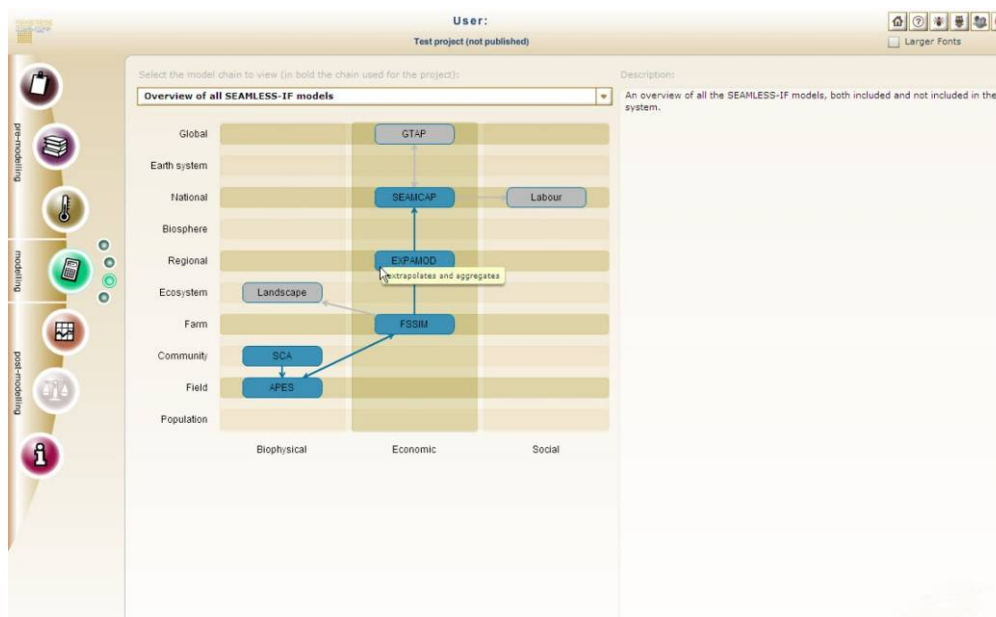 User:
Test project (not published)
Larger Fonts
Select the model chain to view (in bold the chain used for the project):
Overview of all SEAMLESS-IF models
Description:
An overview of all the SEAMLESS-IF models, both included and not included in the
system.
pre-modelling
modelling
post-modelling
Global
GTAP
Earth system
National
SEAMCAP
Labour
Biosphere
Regional
EXPAMOD
extrapolates and aggregates
Ecosystem
Landscape
Farm
FSSIM
Community
SCA
Field
APES
Population
Biophysical
Economic
Social